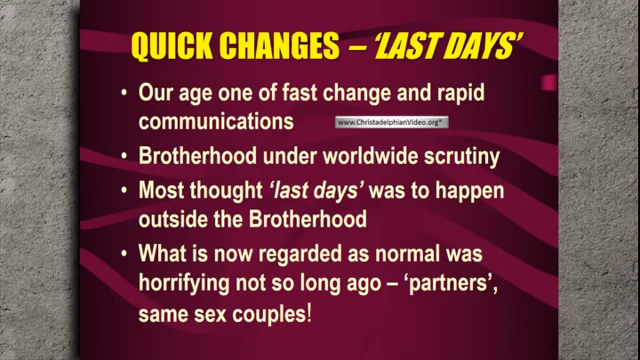 QUICK CHANGES – ‘LAST DAYS’
• Our age one of fast change and rapid
communications
www.ChristadelphianVideo.org®
• Brotherhood under worldwide scrutiny
• Most thought ‘last days’ was to happen
outside the Brotherhood
• What is now regarded as normal was
horrifying not so long ago – ‘partners’,
same sex couples!